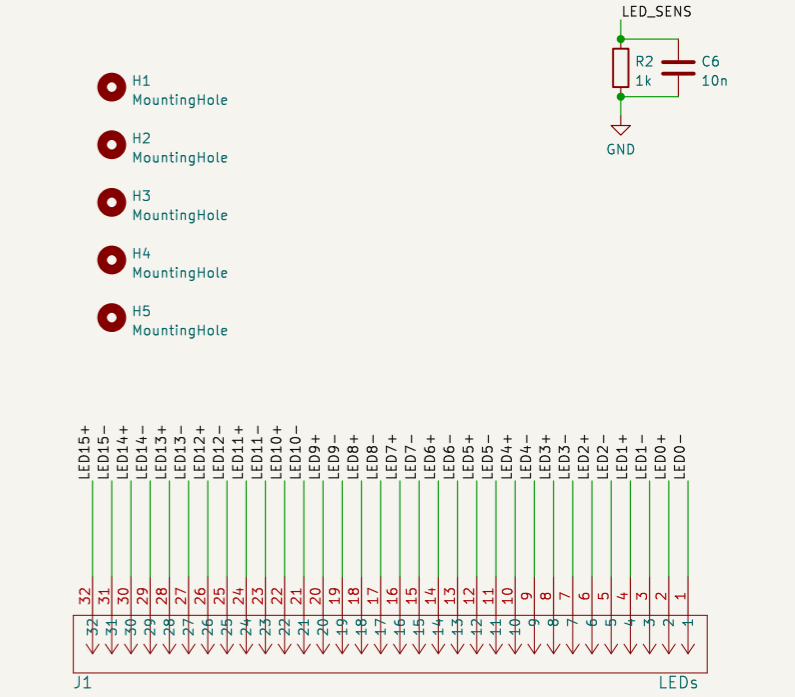 LED_SENS
R2
1k
C6
10n
GND
H1
MountingHole
H2
MountingHole
H3
MountingHole
H4
MountingHole
H5
MountingHole
LED15+
LED15-
LED14+
LED14-
LED13+
LED13-
LED12+
LED12-
LED11+
LED11-
LED10+
LED10-
LED9+
LED9-
LED8+
LED8-
LED7+
LED7-
LED6+
LED6-
LED5+
LED5-
LED4+
LED4-
LED3+
LED3-
LED2+
LED2-
LED1+
LED1-
LED0+
LED0-
32
31
30
29
28
27
26
25
24
23
22
21
20
19
18
17
16
15
14
13
12
11
10
9
8
7
6
5
4
3
2
1
32
31
30
29
28
27
26
25
24
23
22
21
20
19
18
17
16
15
14
13
12
11
10
9
8
7
6
5
4
3
2
1
J1
LEDs